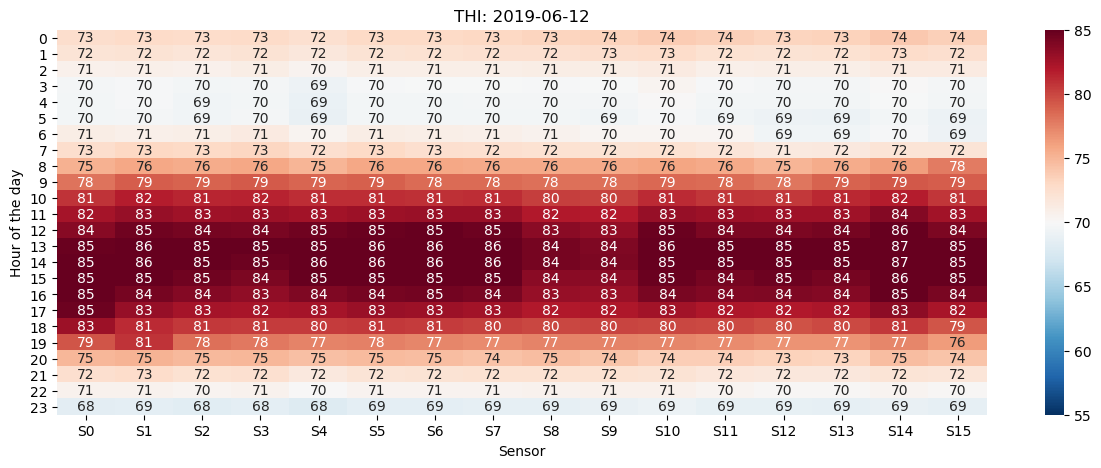 THI: 2019-06-12
0 73 73 73 73 72 73 73 73 73 74 74 74 73 73 74 74
1 72 72 72 72 72 72 72 72 72 73 73 72 72 72 73 72
2 71 71 71 71 70 71 71 71 71 71 71 71 71 71 71 71
3 70 70 70 70 69 70 70 70 70 70 70 70 70 70 70 70
4 70 70 69 70 69 70 70 70 70 70 70 70 70 70 70 70
5 70 70 69 70 69 70 70 70 70 69 70 69 69 69 70 69
6 71 71 71 71 70 71 71 71 71 70 70 70 69 69 70 69
7 73 73 73 73 72 73 73 72 72 72 72 72 71 72 72 72
8 75 76 76 76 75 76 76 76 76 76 76 76 75 76 76 78
9 78 79 79 79 79 79 78 78 78 78 79 78 78 79 79 79
10 81 82 81 82 81 81 81 81 80 80 81 81 81 81 82 81
11 82 83 83 83 83 83 83 83 82 82 83 83 83 83 84 83
12 84 85 84 84 85 85 85 85 83 83 85 84 84 84 86 84
13 85 86 85 85 85 86 86 86 84 84 86 85 85 85 87 85
14 85 86 85 85 86 86 86 86 84 84 85 85 85 85 87 85
15 85 85 85 84 85 85 85 85 84 84 85 84 85 84 86 85
16 85 84 84 83 84 84 85 84 83 83 84 84 84 84 85 84
17 85 83 83 82 83 83 83 83 82 82 83 82 82 82 83 82
18 83 81 81 81 80 81 81 80 80 80 80 80 80 80 81 79
19 79 81 78 78 77 78 77 77 77 77 77 77 77 77 77 76
20 75 75 75 75 75 75 75 74 75 74 74 74 73 73 75 74
21 72 73 72 72 72 72 72 72 72 72 72 72 72 72 72 72
22 71 71 70 71 70 71 71 71 71 71 71 70 70 70 70 70
23 68 69 68 68 68 69 69 69 69 69 69 69 69 69 69 69
S0 S1 S2 S3 S4 S5 S6 S7 S8 S9 S10 S11 S12 S13 S14 S15
Sensor
Hour of the day
85
80
75
70
65
60
55